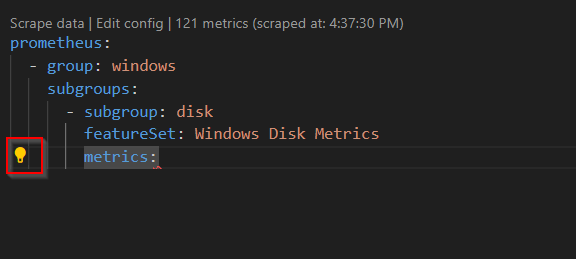 Scrape data | Edit config | 121 metrics (scraped at: 4:37:30 PM)
prometheus:
- group: windows
subgroups:
- subgroup: disk
featureSet: Windows Disk Metrics
metrics: